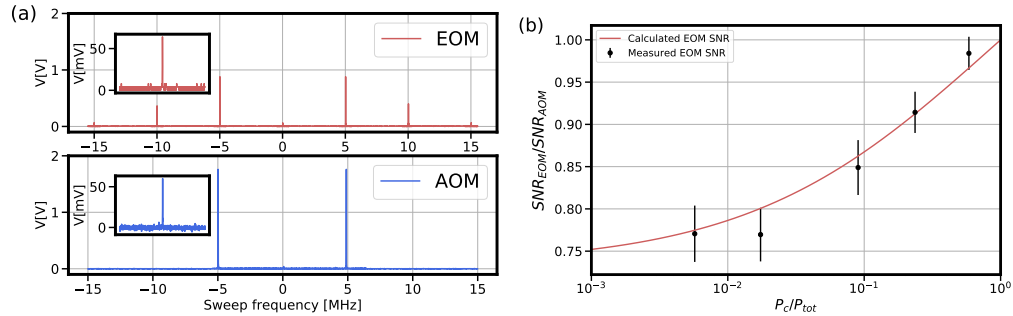 (a)
2
1
0
V[V]
EOM
50
0
V[mV]
−15 −10 −5 0 5 10 15
2
1
0
V[V]
AOM
50
0
V[mV]
−15 −10 −5 0 5 10 15
Sweep frequency [MHz]
(b)
Calculated EOM SNR
Measured EOM SNR
1.00
0.95
0.90
0.85
0.80
0.75
SNR_EOM/SNR_AOM
10⁻³ 10⁻² 10⁻¹ 10⁰
P_c/P_tot